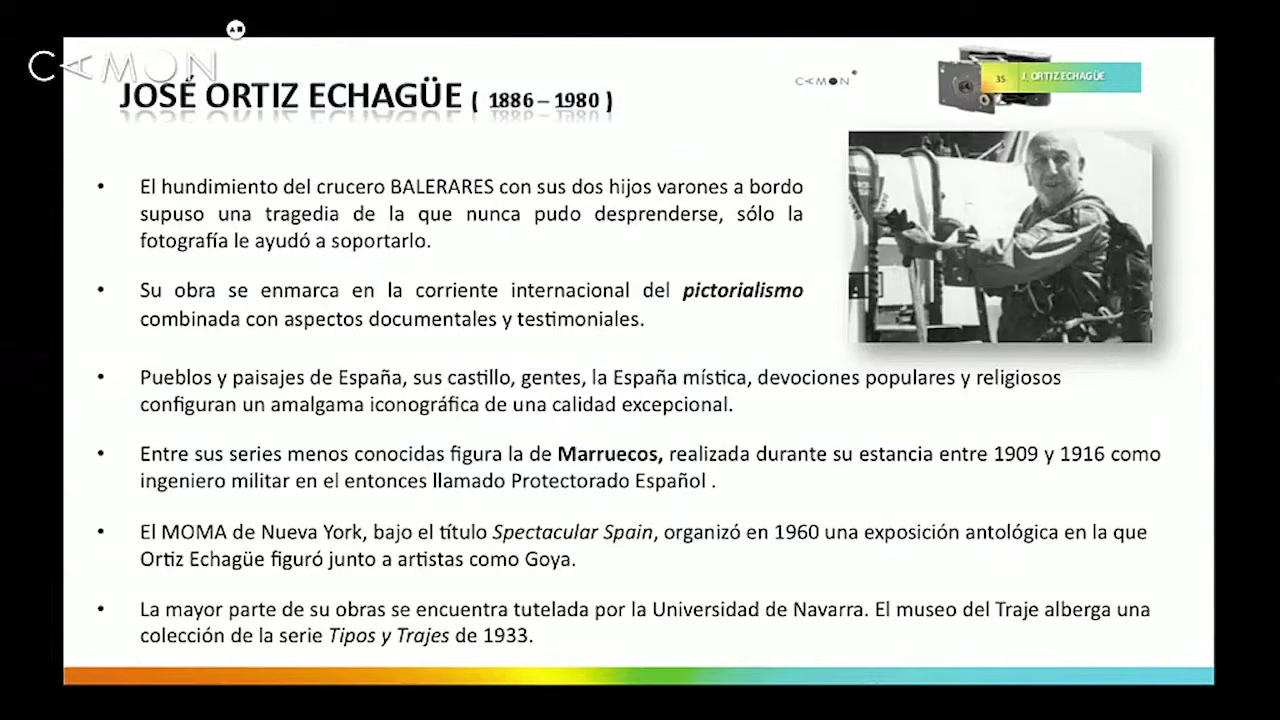 CAMON
JOSÉ ORTIZ ECHAGÜE ( 1886 – 1980 )
CAMON
35 J. ORTIZ ECHAGÜE
• El hundimiento del crucero BALERARES con sus dos hijos varones a bordo
supuso una tragedia de la que nunca pudo desprenderse, sólo la
fotografía le ayudó a soportarlo.
• Su obra se enmarca en la corriente internacional del pictorialismo
combinada con aspectos documentales y testimoniales.
• Pueblos y paisajes de España, sus castillo, gentes, la España mística, devociones populares y religiosos
configuran un amalgama iconográfica de una calidad excepcional.
• Entre sus series menos conocidas figura la de Marruecos, realizada durante su estancia entre 1909 y 1916 como
ingeniero militar en el entonces llamado Protectorado Español .
• El MOMA de Nueva York, bajo el título Spectacular Spain, organizó en 1960 una exposición antológica en la que
Ortiz Echagüe figuró junto a artistas como Goya.
• La mayor parte de su obras se encuentra tutelada por la Universidad de Navarra. El museo del Traje alberga una
colección de la serie Tipos y Trajes de 1933.